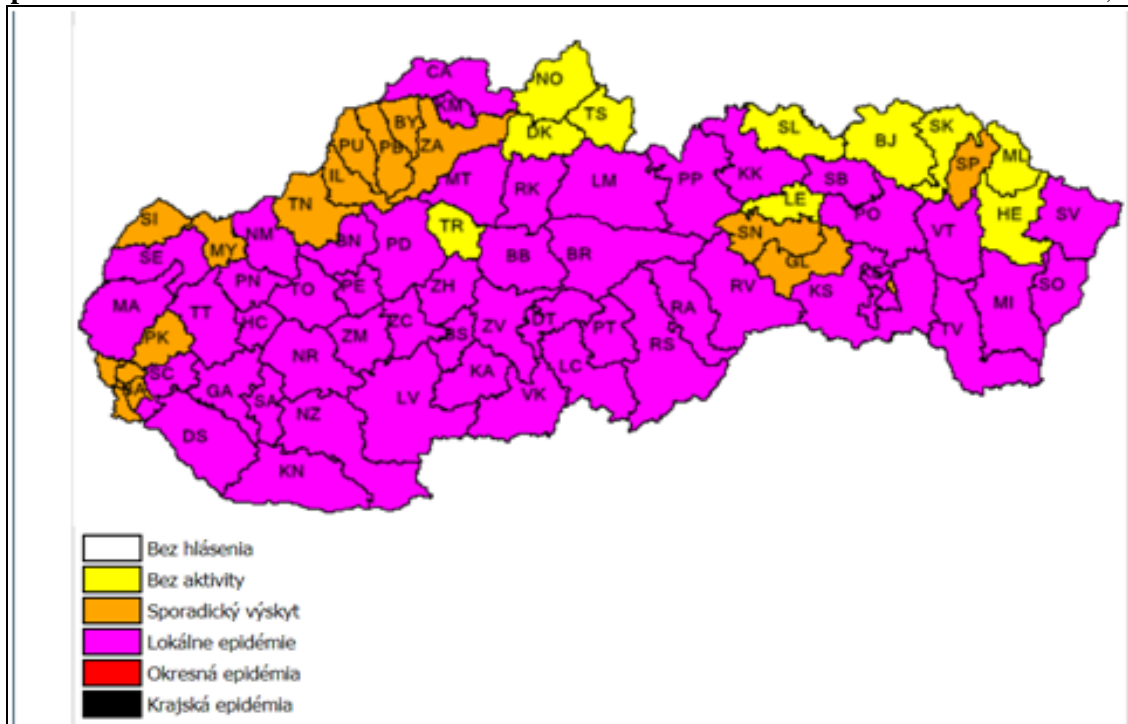 CA
NO
KM
TS
BY
DK
SL
SK
PU
PB
ZA
BJ
ML
SP
IL
MT
RK
LM
PP
KK
SB
TN
LE
HE
SV
SI
TR
PO
VT
NM
SN
MY
BN
PD
SE
BB
BR
GL
PN
TO
PE
ZH
RV
KS
SO
MA
TT
HC
ZM
ZC
BS
ZV
DT
PT
RA
MI
TV
PK
NR
RS
SC
GA
SA
NZ
LV
KA
LC
VK
BA
DS
KN
Bez hlásenia
Bez aktivity
Sporadický výskyt
Lokálne epidémie
Okresná epidémia
Krajská epidémia